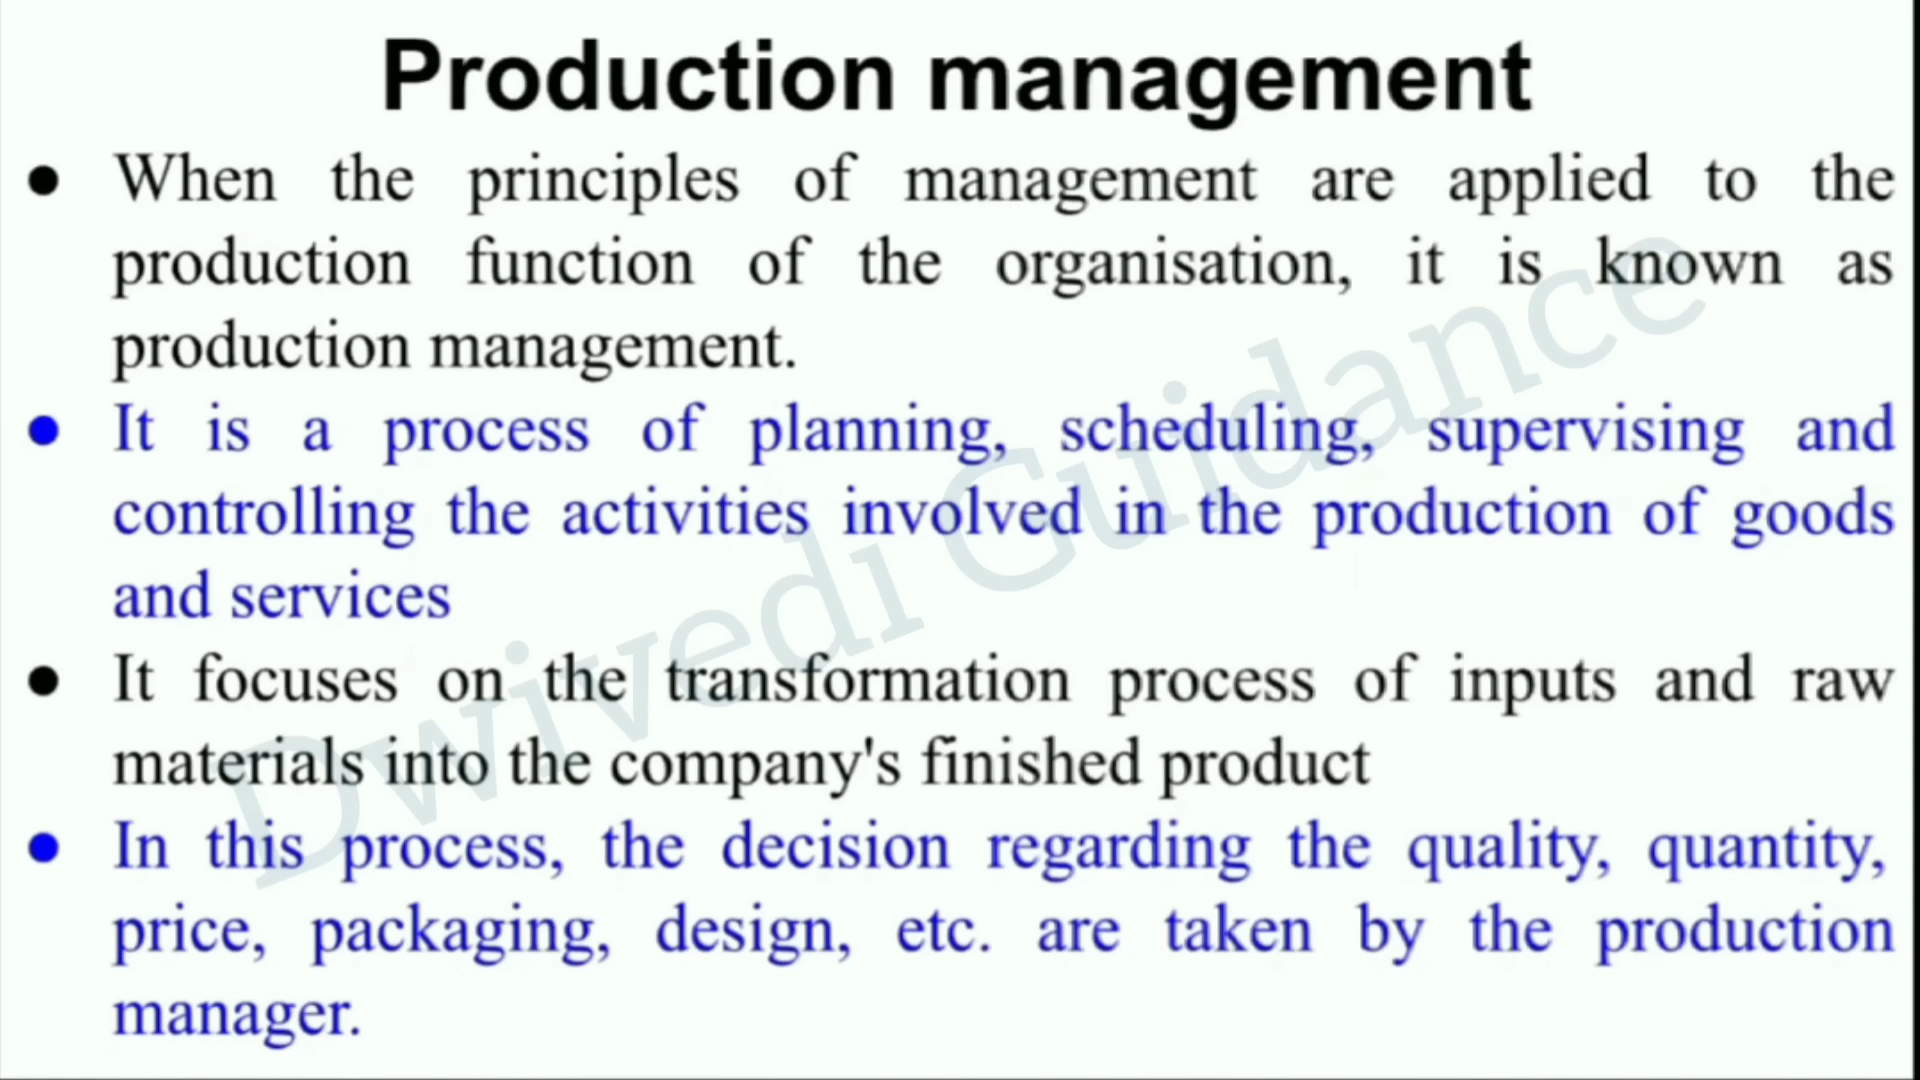 Production management
● When the principles of management are applied to the
production function of the organisation, it is known as
production management.
● It is a process of planning, scheduling, supervising and
controlling the activities involved in the production of goods
and services
● It focuses on the transformation process of inputs and raw
materials into the company's finished product
● In this process, the decision regarding the quality, quantity,
price, packaging, design, etc. are taken by the production
manager.
Dwivedi Guidance